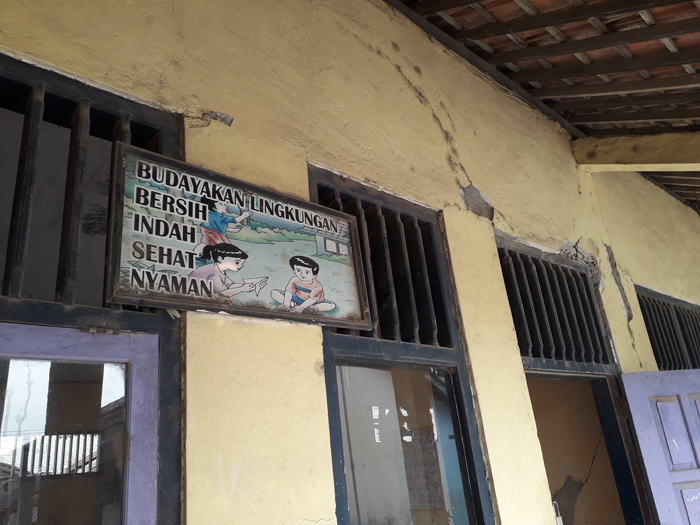 BUDAYAKAN LINGKUNGAN
BERSIH
INDAH
SEHAT
NYAMAN